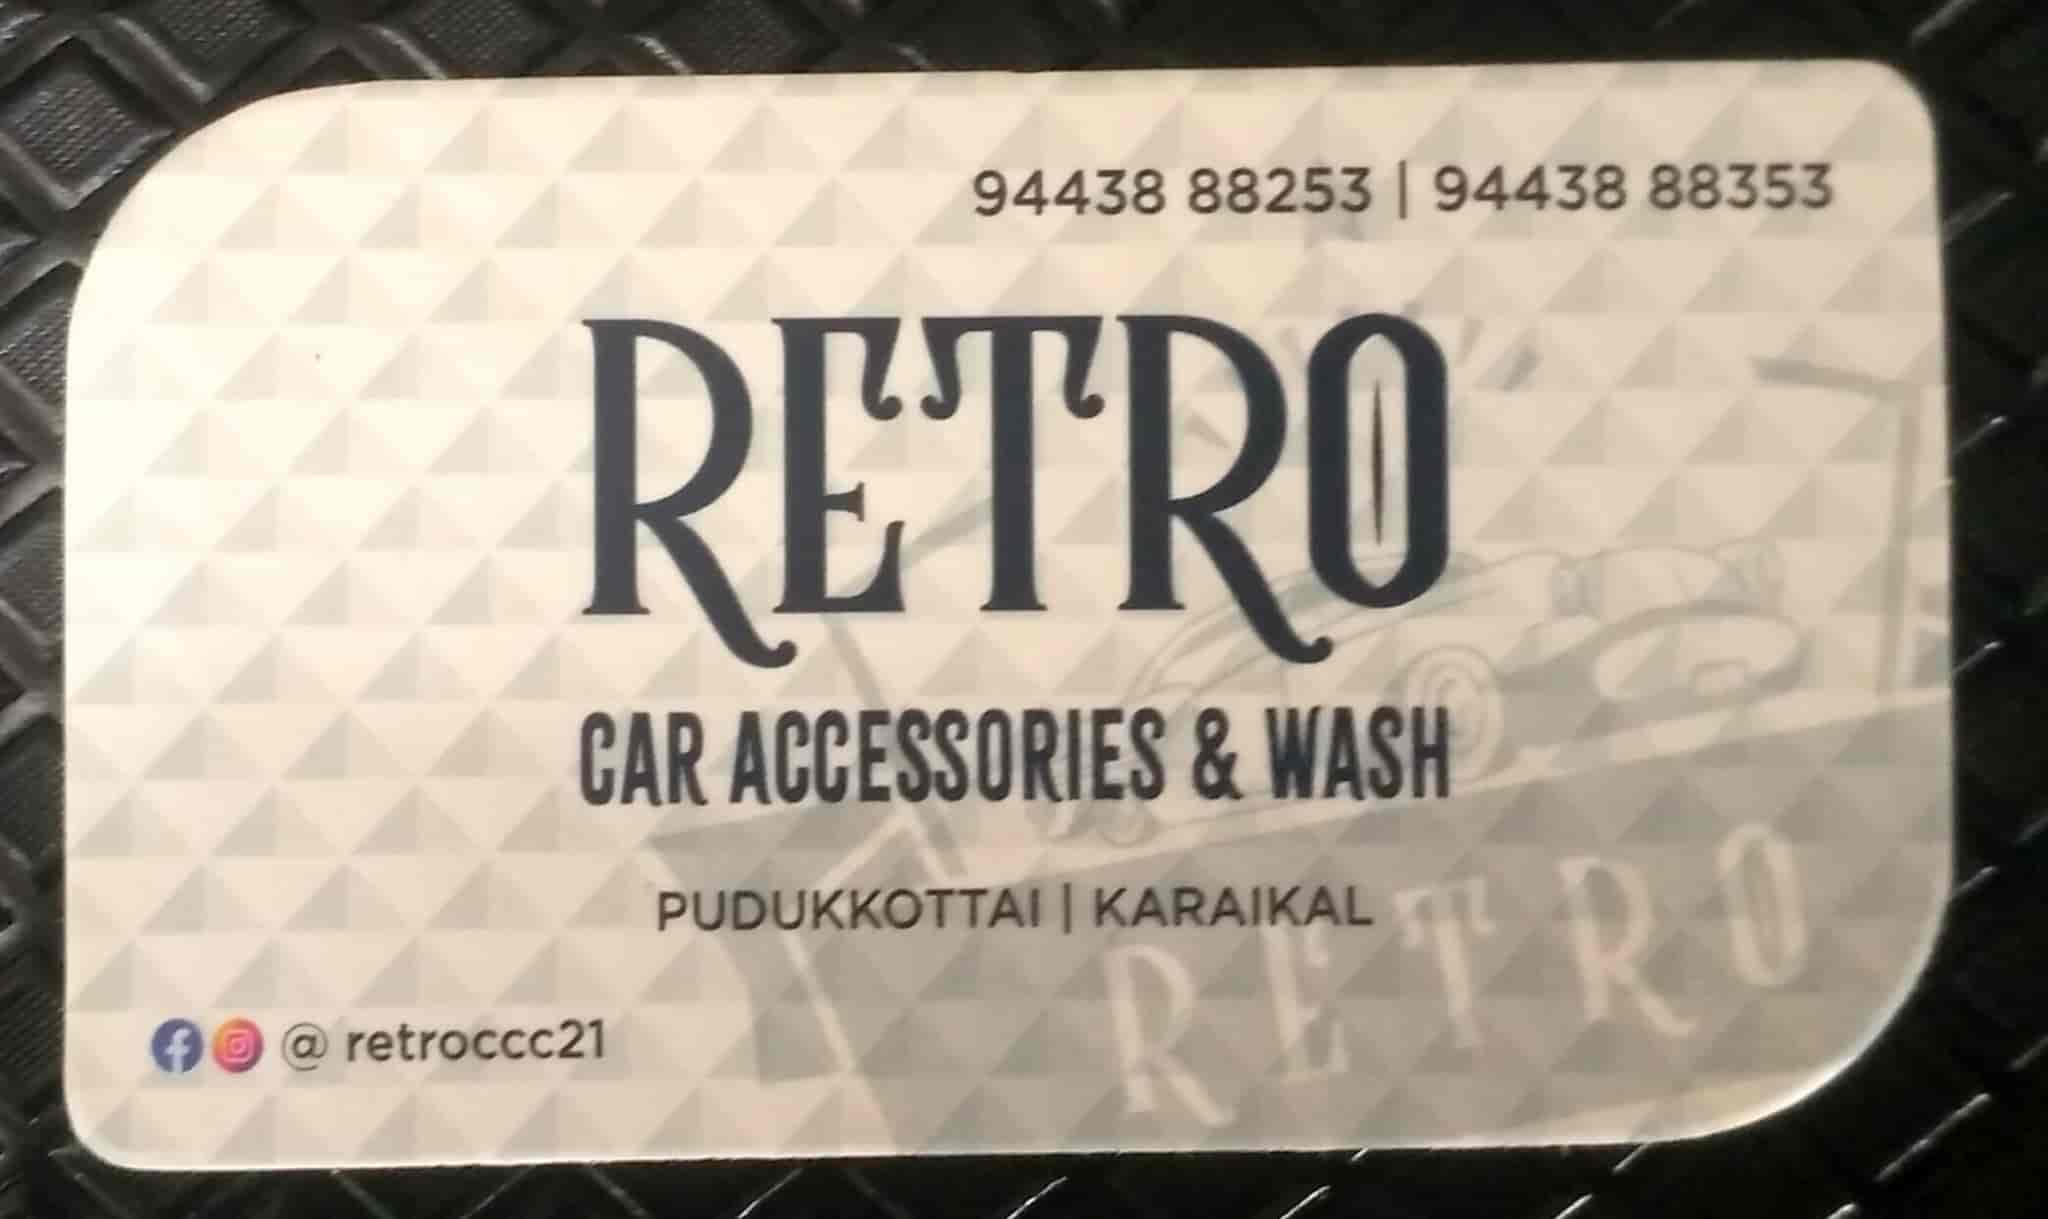 94438 88253 | 94438 88353
RETRO
CAR ACCESSORIES & WASH
PUDUKKOTTAI | KARAIKAL
RETRO
@ retroccc21